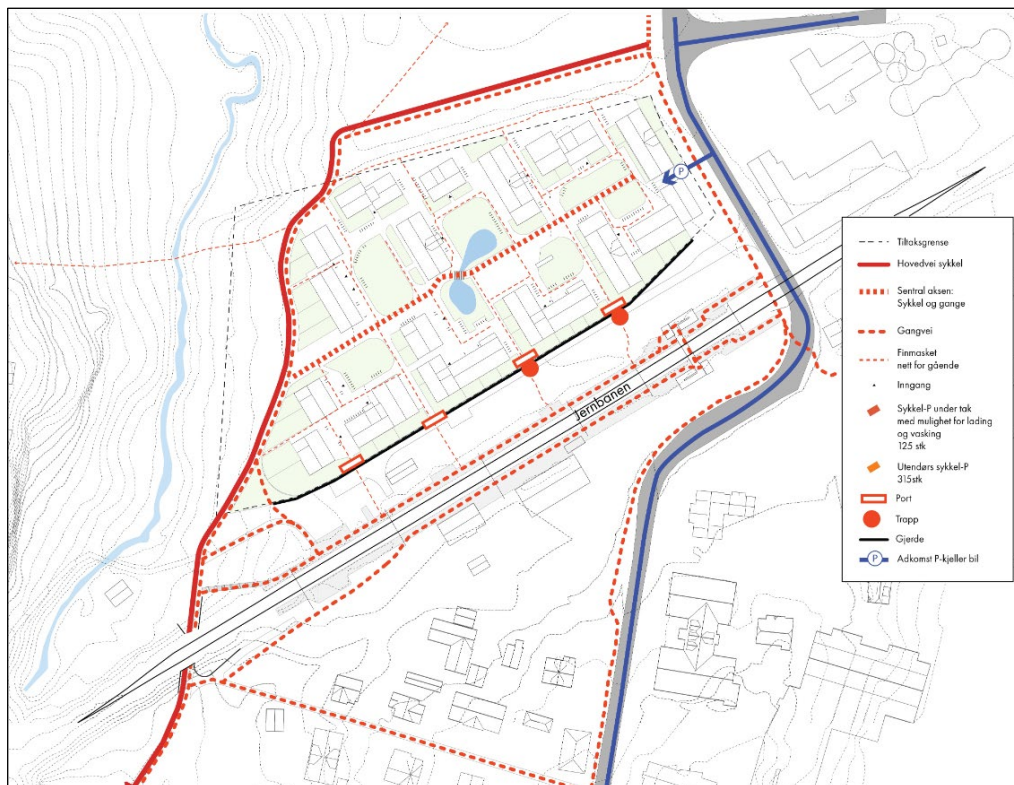 P
Tiltaksgrense
Hovedvei sykkel
Sentral aksen:
Sykkel og gange
Gangvei
Finmasket
nett for gående
Inngang
Sykkel-P under tak
med mulighet for lading
og vasking
125 stk
Utendørs sykkel-P
315stk
Port
Trapp
Gjerde
P
Adkomst P-kjeller bil
Jernbanen